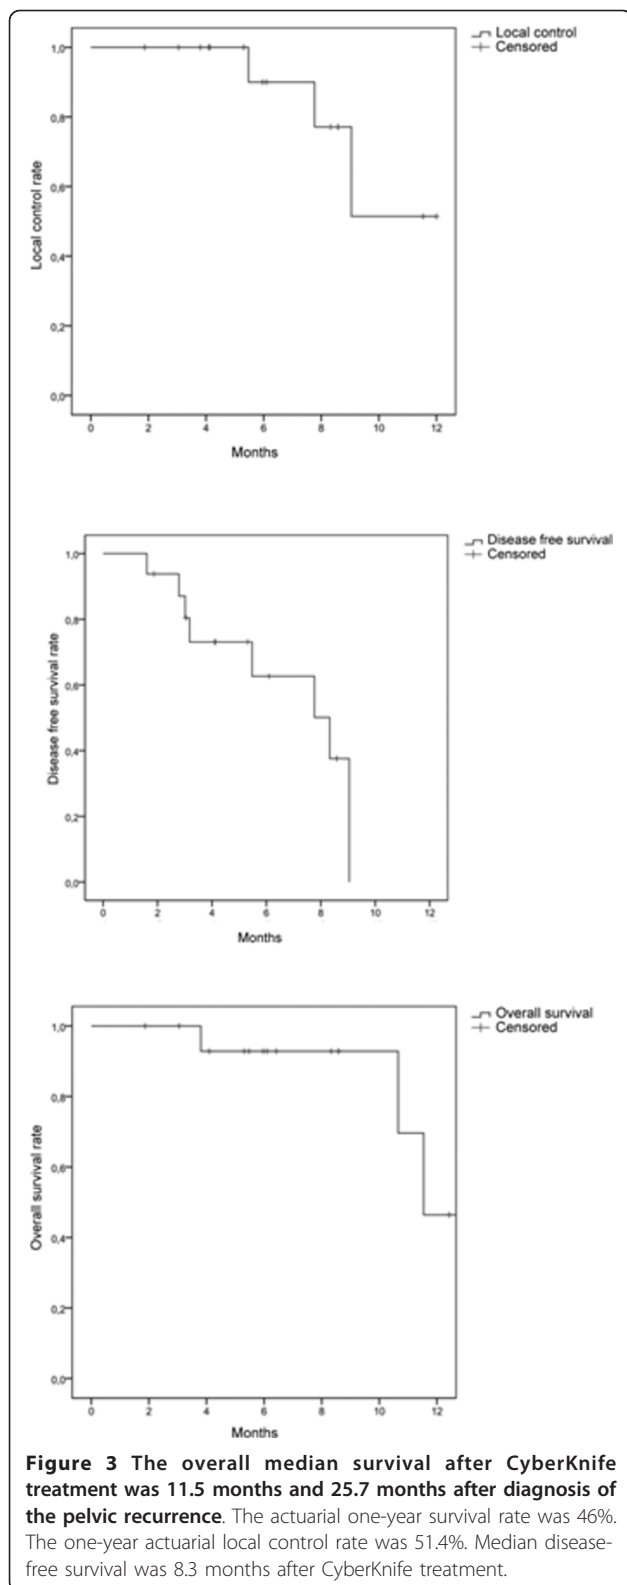 Local control
Censored
1,0
0,8
0,6
0,4
0,2
0,0
Local control rate
0 2 4 6 8 10 12
Months
Disease free survival
Censored
1,0
0,8
0,6
0,4
0,2
0,0
Disease free survival rate
0 2 4 6 8 10 12
Months
Overall survival
Censored
1,0
0,8
0,6
0,4
0,2
0,0
Overall survival rate
0 2 4 6 8 10 12
Months
Figure 3 The overall median survival after CyberKnife
treatment was 11.5 months and 25.7 months after diagnosis of
the pelvic recurrence. The actuarial one-year survival rate was 46%.
The one-year actuarial local control rate was 51.4%. Median disease-
free survival was 8.3 months after CyberKnife treatment.